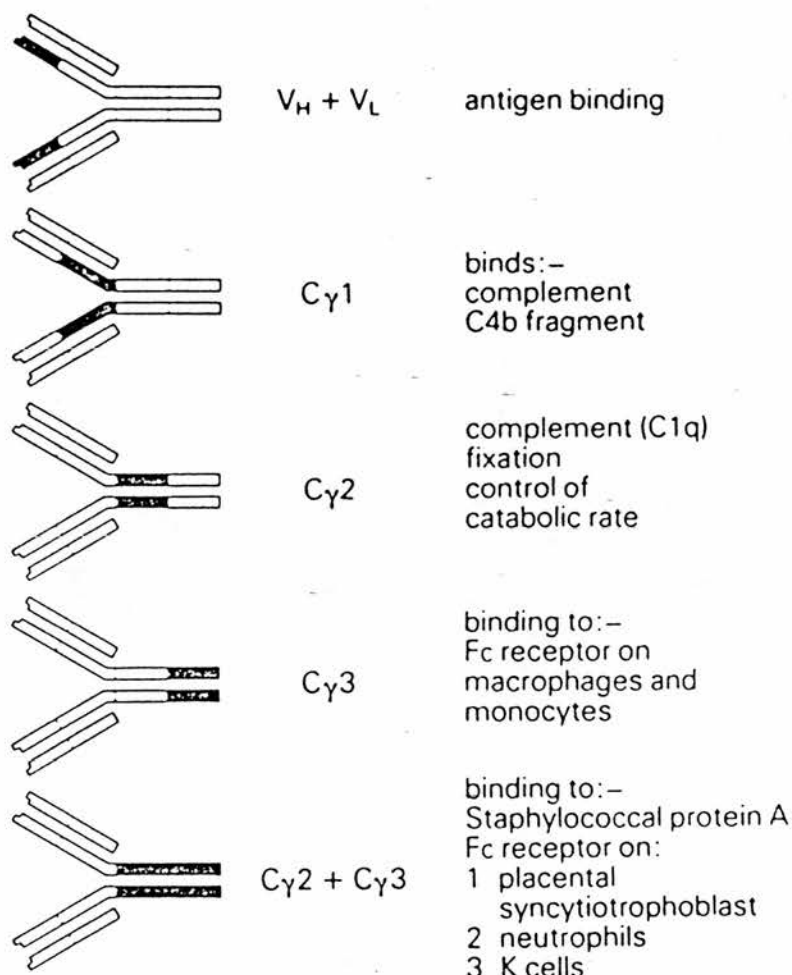 V_H + V_L antigen binding
Cγ1 binds:–
complement
C4b fragment
Cγ2 complement (C1q)
fixation
control of
catabolic rate
Cγ3 binding to:–
Fc receptor on
macrophages and
monocytes
Cγ2 + Cγ3 binding to:–
Staphylococcal protein A
Fc receptor on:
1 placental
syncytiotrophoblast
2 neutrophils
3 K cells